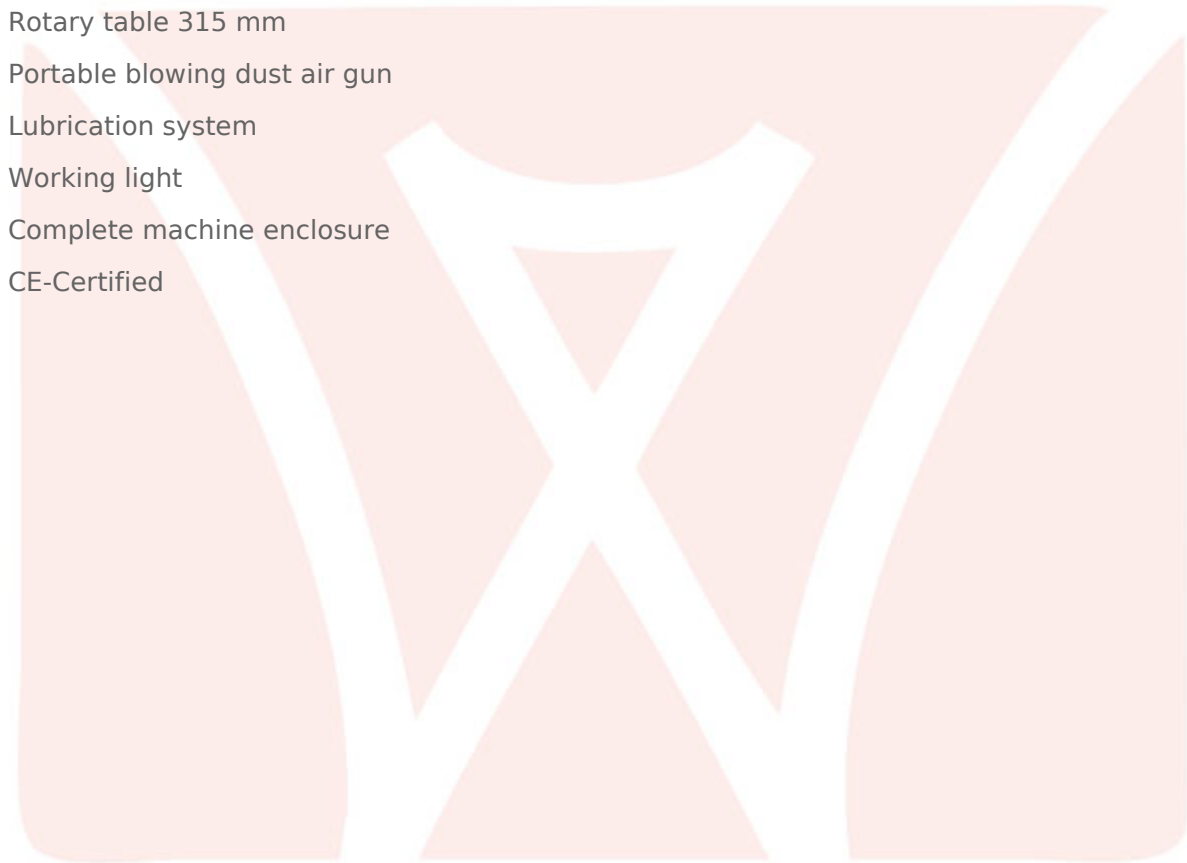 Rotary table 315 mm
Portable blowing dust air gun
Lubrication system
Working light
Complete machine enclosure
CE-Certified